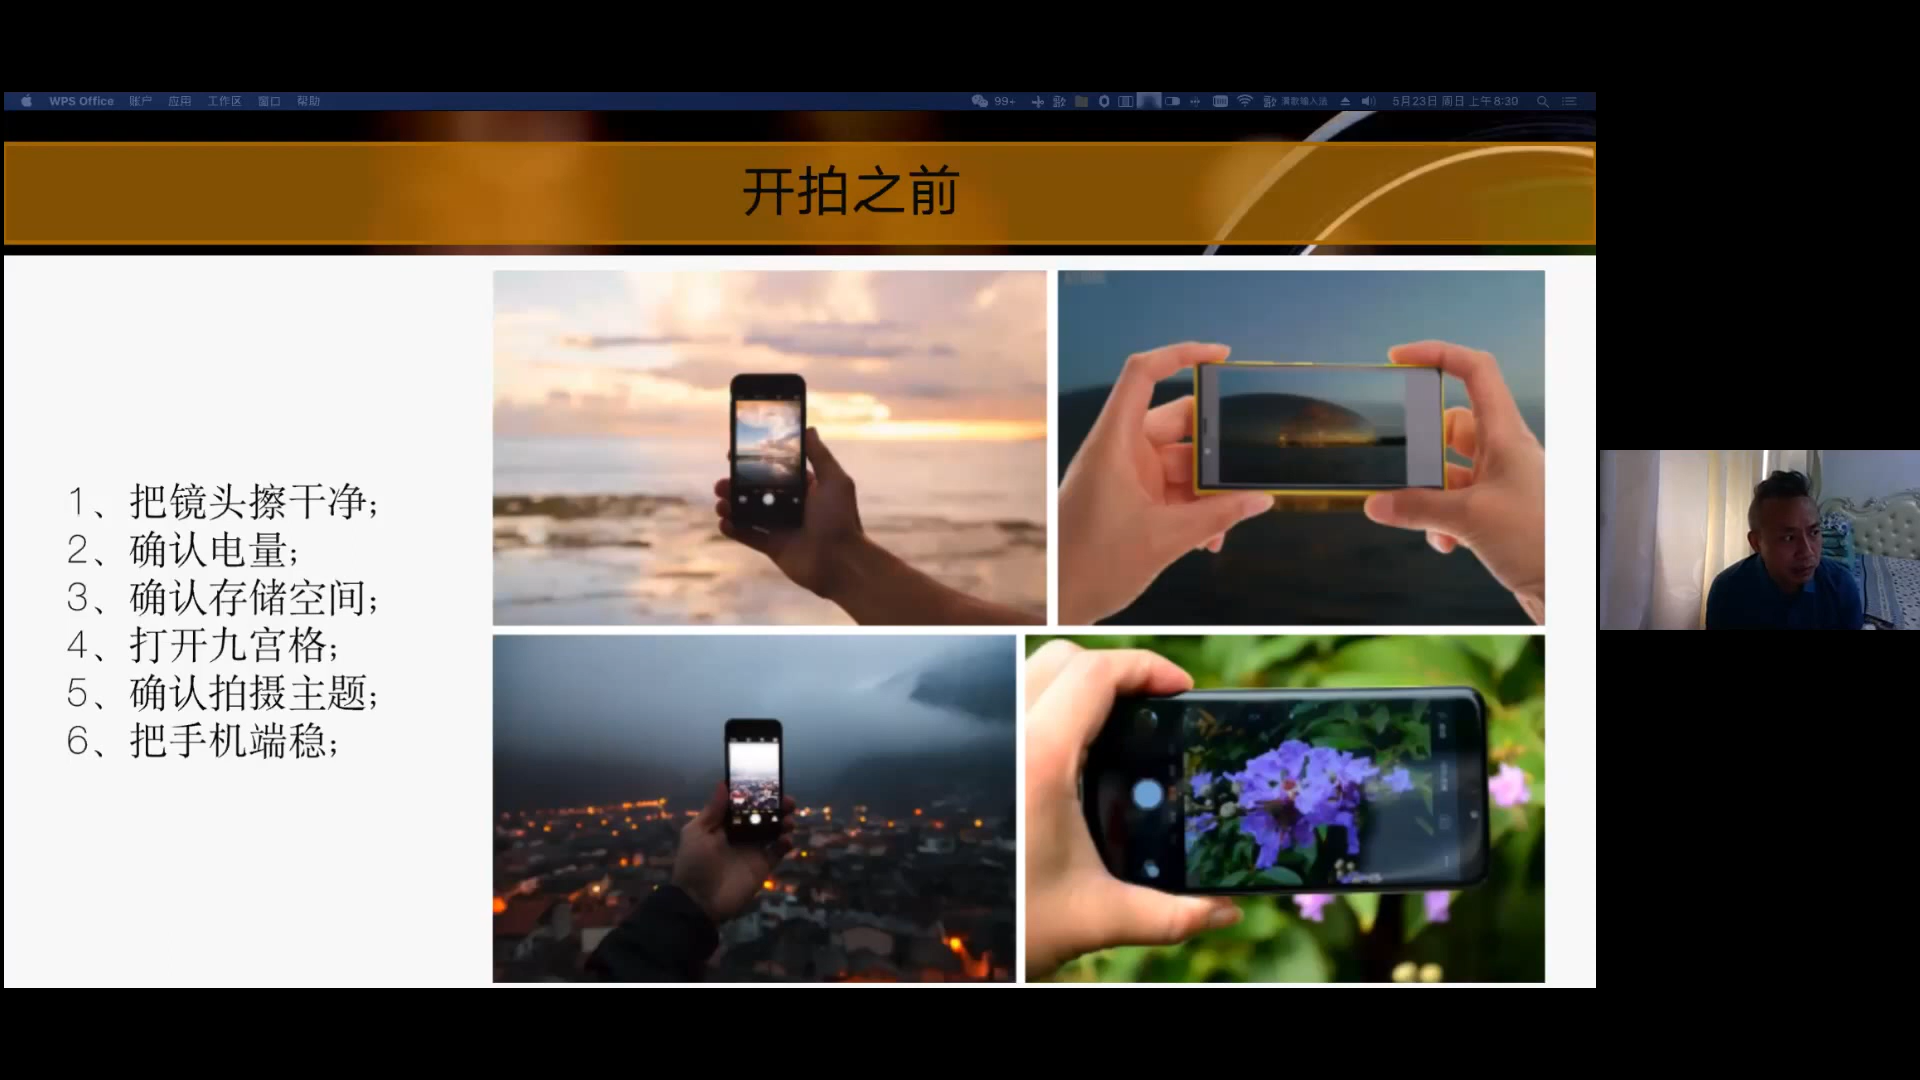 WPS Office 账户 应用 工作区 窗口 帮助 99+ 5月23日 周日 上午8:30
开拍之前
1、把镜头擦干净;
2、确认电量;
3、确认存储空间;
4、打开九宫格;
5、确认拍摄主题;
6、把手机端稳;